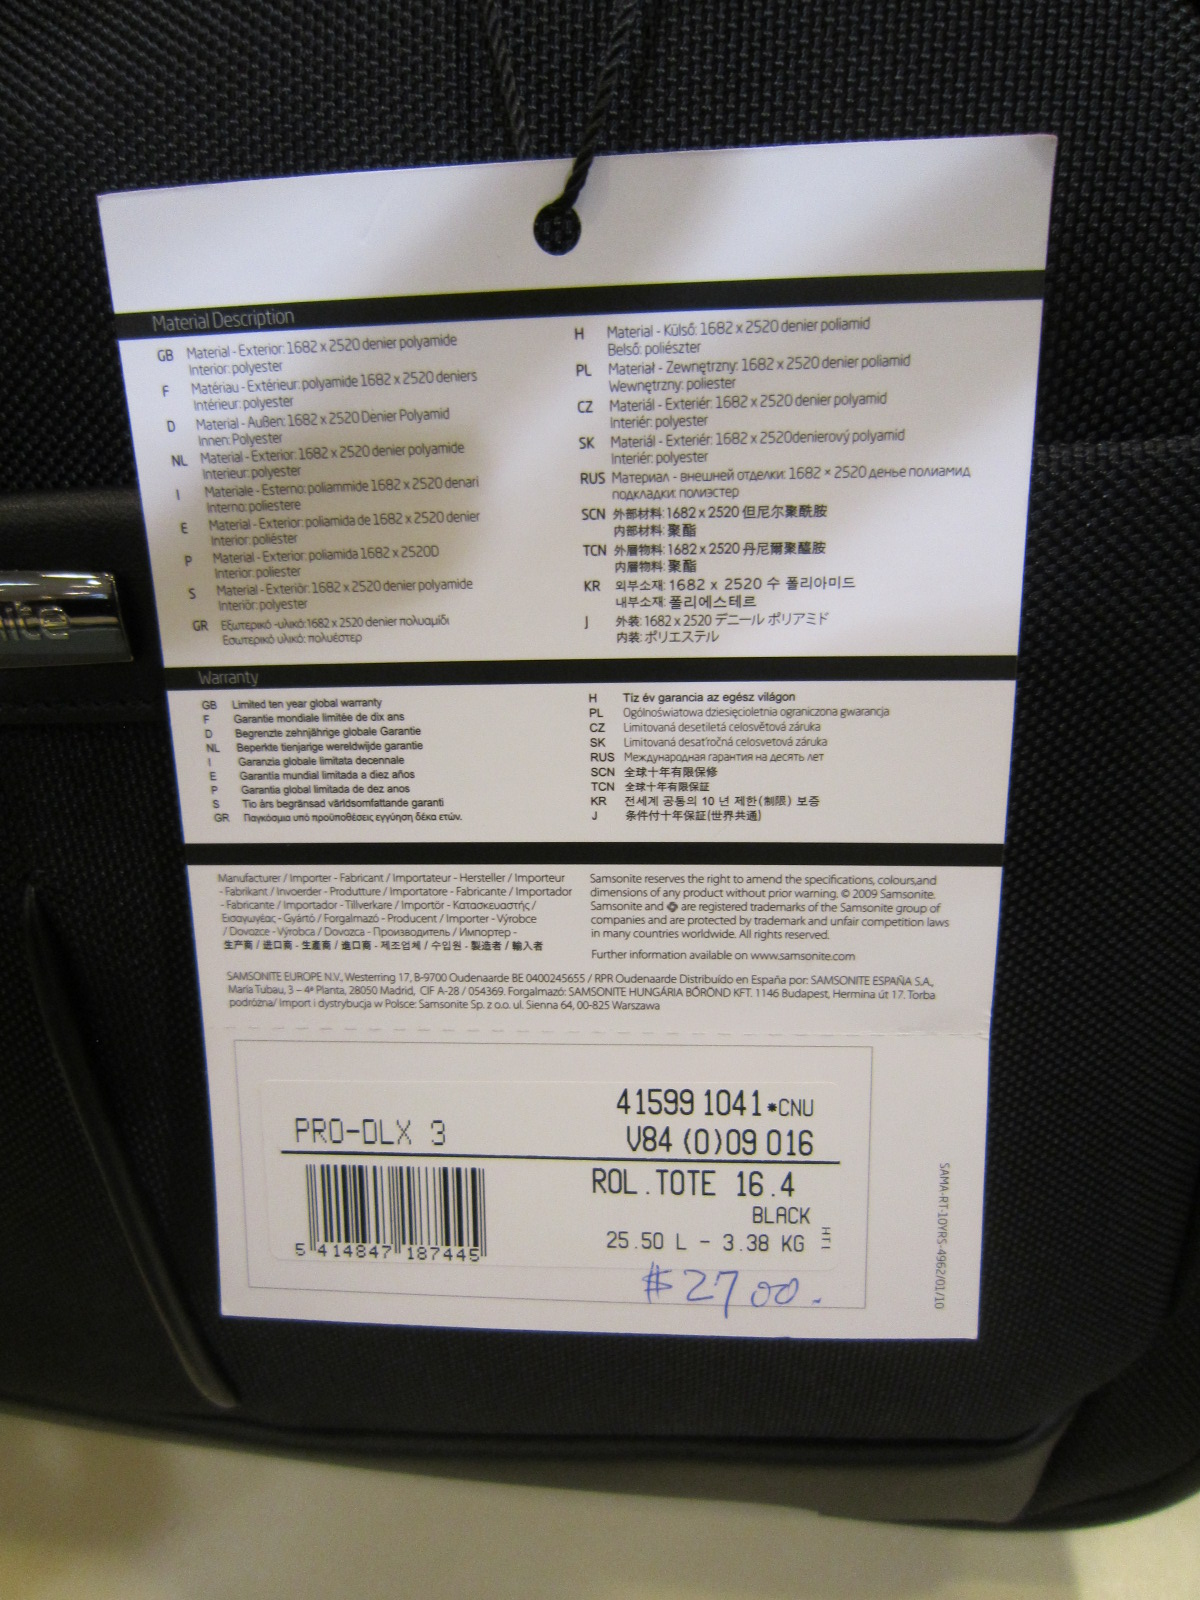 Material Description
GB Material - Exterior: 1682 x 2520 denier polyamide
Interior: polyester
F Matériau - Extérieur: polyamide 1682 x 2520 deniers
Intérieur: polyester
D Material - Außen: 1682 x 2520 Denier Polyamid
Innen: Polyester
NL Material - Exterior: 1682 x 2520 denier polyamide
Interieur: polyester
I Materiale - Esterno: poliammide 1682 x 2520 denari
Interno: poliestere
E Material - Exterior: poliamida de 1682 x 2520 denier
Interior: poliéster
P Material - Exterior: poliamida 1682 x 2520D
Interior: poliester
S Material - Exteriör: 1682 x 2520 denier polyamide
Interiör: polyester
GR Εξωτερικό -υλικό: 1682 x 2520 denier πολυαμίδι
Εσωτερικό υλικό: πολυέστερ
H Material - Külső: 1682 x 2520 denier poliamid
Belső: poliészter
PL Materiał - Zewnętrzny: 1682 x 2520 denier poliamid
Wewnętrzny: poliester
CZ Materiál - Exteriér: 1682 x 2520 denier polyamid
Interiér: polyester
SK Materiál - Exteriér: 1682 x 2520denierový polyamid
Interiér: polyester
RUS Материал - внешней отделки: 1682 × 2520 денье полиамид
подкладки: полиэстер
SCN 外部材料: 1682 x 2520 但尼尔聚酰胺
内部材料: 聚酯
TCN 外層物料: 1682 x 2520 丹尼爾聚醯胺
内層物料: 聚酯
KR 외부소재: 1682 x 2520 수 폴리아미드
내부소재: 폴리에스테르
J 外装: 1682 x 2520 デニール ポリアミド
内装: ポリエステル
Warranty
GB Limited ten year global warranty
F Garantie mondiale limitée de dix ans
D Begrenzte zehnjährige globale Garantie
NL Beperkte tienjarige wereldwijde garantie
I Garanzia globale limitata decennale
E Garantía mundial limitada a diez años
P Garantia global limitada de dez anos
S Tio års begränsad världsomfattande garanti
GR Παγκόσμια υπό προϋποθέσεις εγγύηση δέκα ετών.
H Tíz év garancia az egész világon
PL Ogólnoświatowa dziesięcioletnia ograniczona gwarancja
CZ Limitovaná desetiletá celosvětová záruka
SK Limitovaná desaťročná celosvetová záruka
RUS Международная гарантия на десять лет
SCN 全球十年有限保修
TCN 全球十年有限保証
KR 전세계 공통의 10 년 제한(制限) 보증
J 条件付十年保証(世界共通)
Manufacturer / Importer - Fabricant / Importateur - Hersteller / Importeur
- Fabrikant / Invoerder - Produtture / Importatore - Fabricante / Importador
- Fabricante / Importador - Tillverkare / Importör - Κατασκευαστής /
Εισαγωγέας - Gyártó / Forgalmazó - Producent / Importer - Výrobce
/ Dovozce - Výrobca / Dovozca - Производитель / Импортер -
生产商 / 进口商 - 生產商 / 進口商 - 제조업체 / 수입원 - 製造者 / 輸入者
Samsonite reserves the right to amend the specifications, colours,and
dimensions of any product without prior warning. © 2009 Samsonite.
Samsonite and are registered trademarks of the Samsonite group of
companies and are protected by trademark and unfair competition laws
in many countries worldwide. All rights reserved.
Further information available on www.samsonite.com
SAMSONITE EUROPE N.V., Westerring 17, B-9700 Oudenaarde BE 0400245655 / RPR Oudenaarde Distribuído en España por: SAMSONITE ESPAÑA S.A.,
María Tubau, 3 – 4ª Planta, 28050 Madrid, CIF A-28 / 054369. Forgalmazó: SAMSONITE HUNGÁRIA BŐRÖND KFT. 1146 Budapest, Hermina út 17. Torba
podróżna/ Import i dystrybucja w Polsce: Samsonite Sp. z o.o. ul. Sienna 64, 00-825 Warszawa
41599 1041*CNU
PRO-DLX 3
V84 (0)09 016
ROL.TOTE 16.4
BLACK
25.50 L - 3.38 KG
HFI
5 414847 187445
$2700.
SAMA-RT-10YRS-4962/01/10
ite